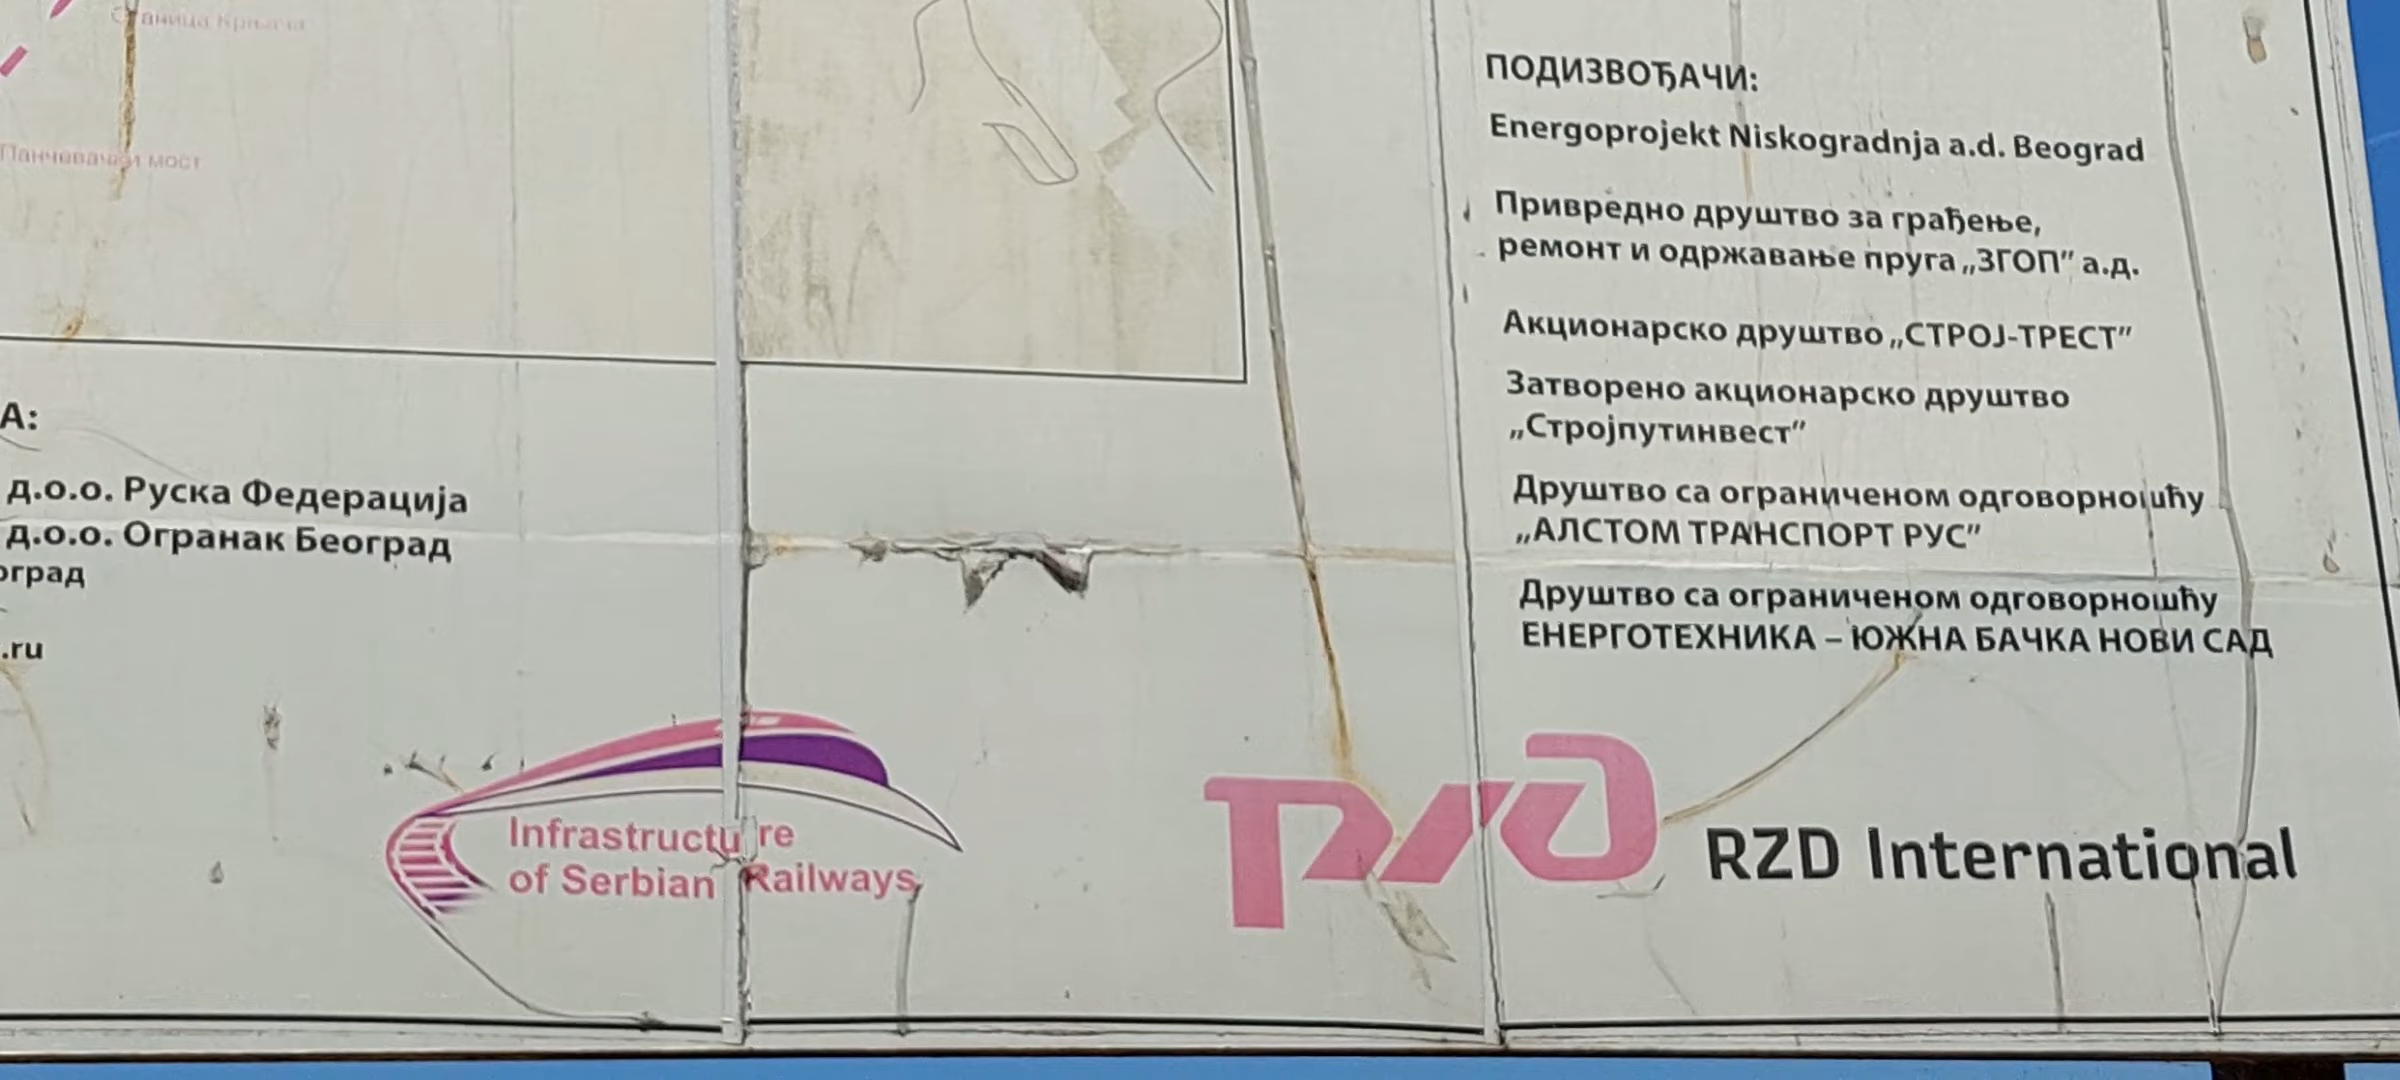 Станица Крњача
Панчевачки мост
А:
д.о.о. Руска Федерација
д.о.о. Огранак Београд
оград
.ru
Infrastructure
of Serbian Railways
ПОДИЗВОЂАЧИ:
Energoprojekt Niskogradnja a.d. Beograd
Привредно друштво за грађење,
ремонт и одржавање пруга „ЗГОП” а.д.
Акционарско друштво „СТРОЈ-ТРЕСТ”
Затворено акционарско друштво
„Стројпутинвест”
Друштво са ограниченом одговорношћу
„АЛСТОМ ТРАНСПОРТ РУС”
Друштво са ограниченом одговорношћу
ЕНЕРГОТЕХНИКА – ЈУЖНА БАЧКА НОВИ САД
RZD International